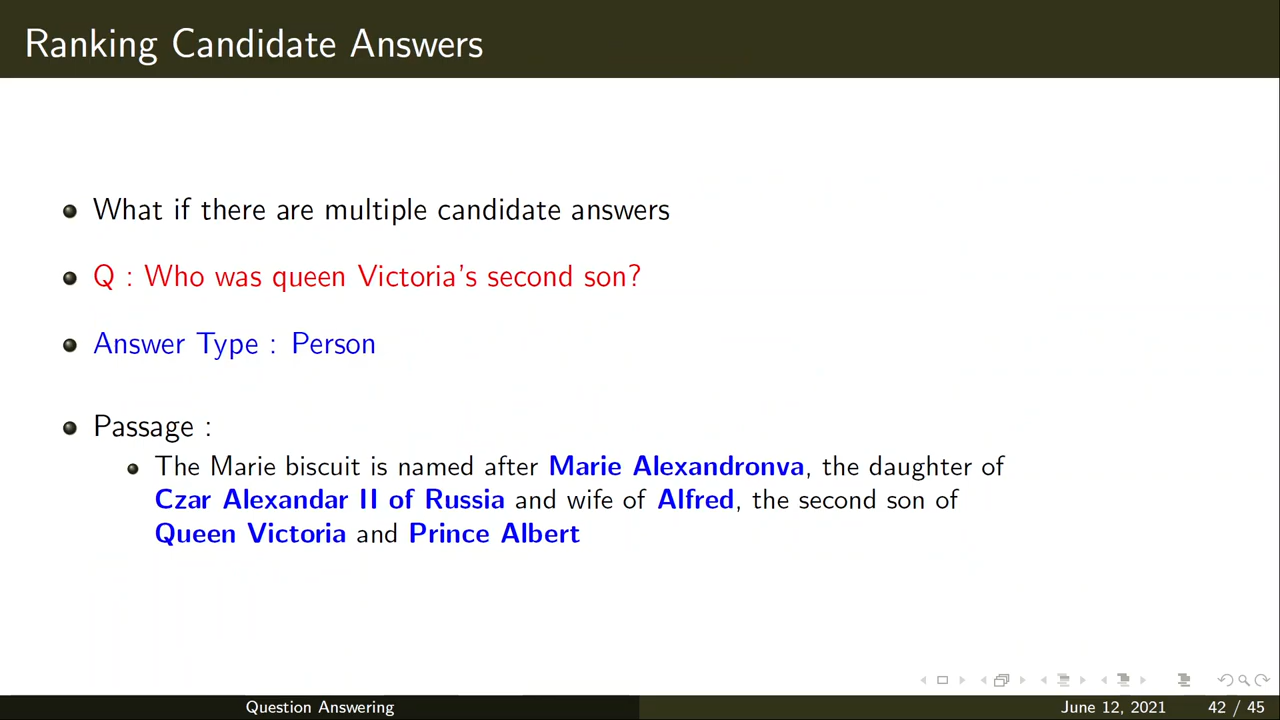 Ranking Candidate Answers
What if there are multiple candidate answers
Q : Who was queen Victoria's second son?
Answer Type : Person
Passage :
The Marie biscuit is named after Marie Alexandronva, the daughter of
Czar Alexandar II of Russia and wife of Alfred, the second son of
Queen Victoria and Prince Albert
Question Answering June 12, 2021 42 / 45